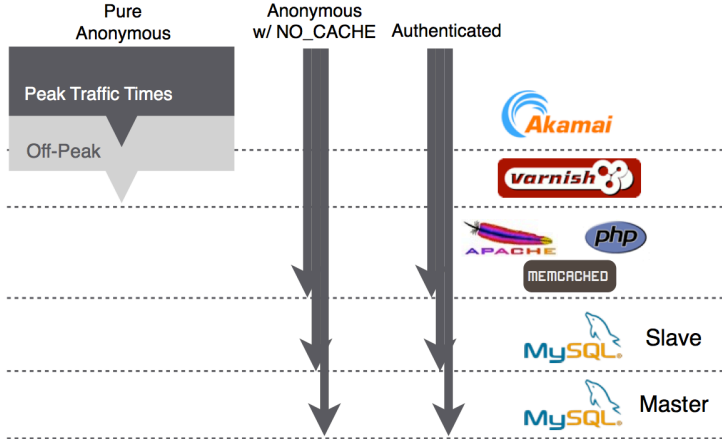 Pure
Anonymous
Anonymous
w/ NO_CACHE
Authenticated
Peak Traffic Times
Off-Peak
Akamai
VARNISH
APACHE
php
MEMCACHED
MySQL®
Slave
MySQL®
Master